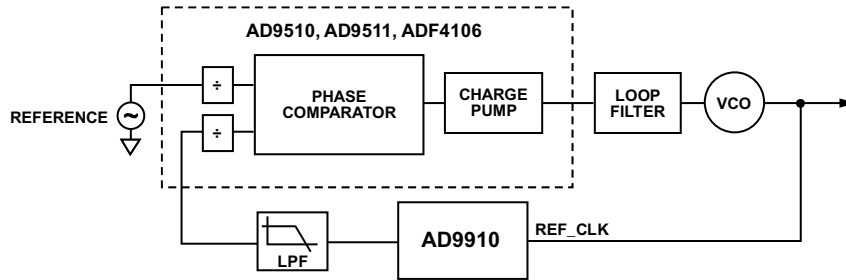 AD9510, AD9511, ADF4106
÷
PHASE
COMPARATOR
CHARGE
PUMP
LOOP
FILTER
VCO
REFERENCE
~
÷
LPF
AD9910
REF_CLK